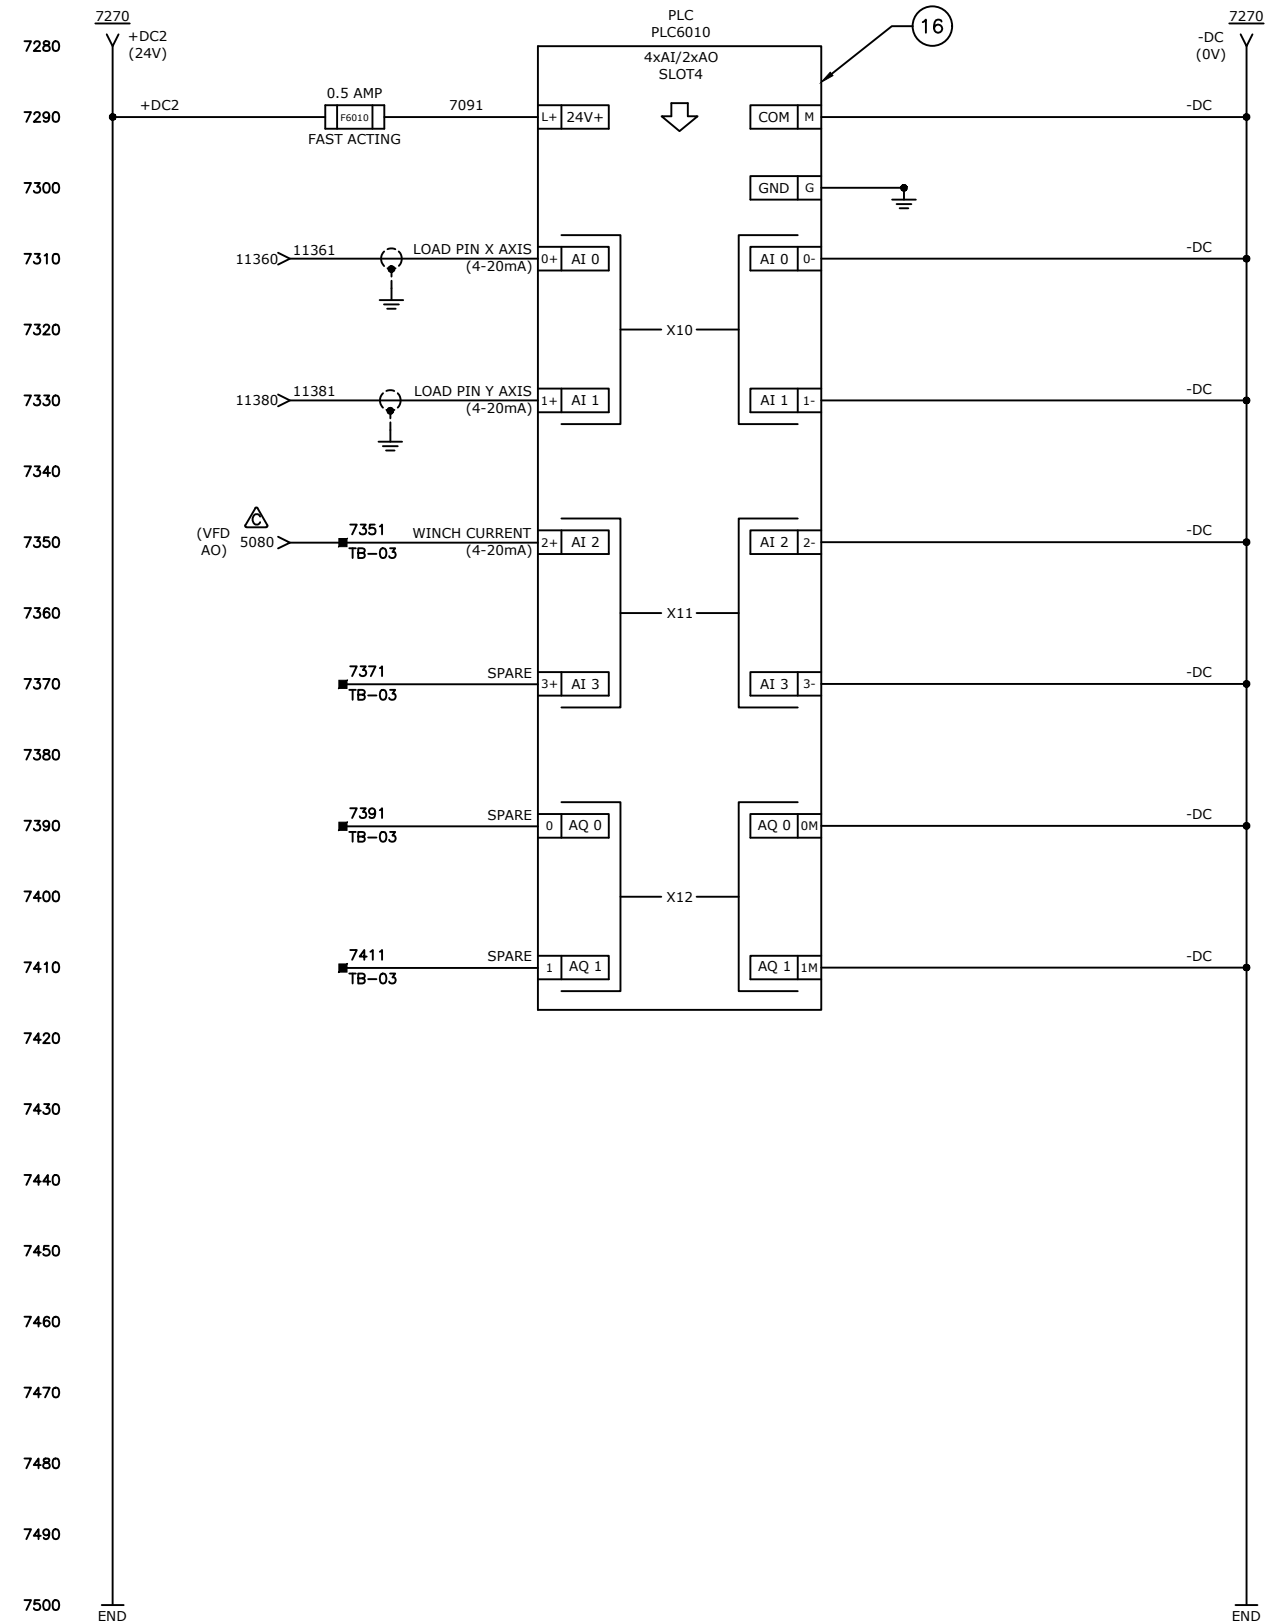 7270
PLC
PLC6010
16
7270
7280
+DC2
(24V)
-DC
(0V)
4xAI/2xAO
SLOT4
0.5 AMP
7290
+DC2
F6010
7091
L+ 24V+
COM M
-DC
FAST ACTING
7300
GND G
7310
11360
11361
LOAD PIN X AXIS
(4-20mA)
0+ AI 0
AI 0 0-
-DC
7320
X10
7330
11380
11381
LOAD PIN Y AXIS
(4-20mA)
1+ AI 1
AI 1 1-
-DC
7340
C
7350
(VFD
AO)
5080
7351
TB-03
WINCH CURRENT
(4-20mA)
2+ AI 2
AI 2 2-
-DC
7360
X11
7370
7371
TB-03
SPARE
3+ AI 3
AI 3 3-
-DC
7380
7390
7391
TB-03
SPARE
0 AQ 0
AQ 0 0M
-DC
7400
X12
7410
7411
TB-03
SPARE
1 AQ 1
AQ 1 1M
-DC
7420
7430
7440
7450
7460
7470
7480
7490
7500
END
END